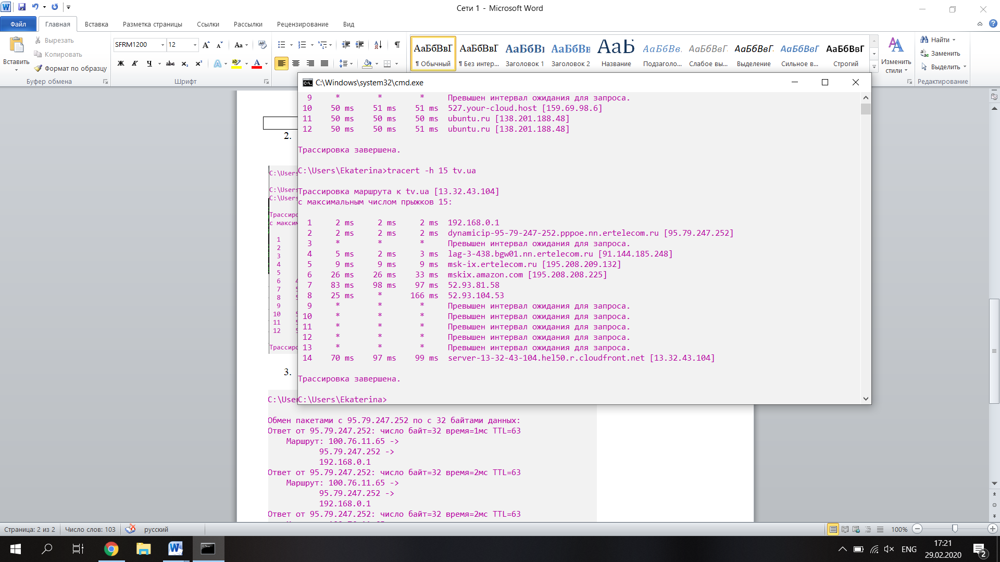 Сети 1 - Microsoft Word
Файл Главная Вставка Разметка страницы Ссылки Рассылки Рецензирование Вид
Вставить
Вырезать
Копировать
Формат по образцу
Буфер обмена
SFRM1200 12
Ж К Ч abc x₂ x²
Шрифт
АаБбВвГ АаБбВвГ АаБбВı АаБбВв АаБ АаБбВв. АаБбВвГ. АаБбВвГ. АаБбВвГ АаБбВвГ
¶ Обычный ¶ Без интер... Заголовок 1 Заголовок 2 Название Подзаголо... Слабое вы... Выделение Сильное в... Строгий
Изменить стили
Найти
Заменить
Выделить
Редактирование
C:\Windows\system32\cmd.exe
9 * * * Превышен интервал ожидания для запроса.
10 50 ms 51 ms 51 ms 527.your-cloud.host [159.69.98.6]
11 50 ms 50 ms 50 ms ubuntu.ru [138.201.188.48]
12 50 ms 50 ms 51 ms ubuntu.ru [138.201.188.48]
Трассировка завершена.
C:\Users\Ekaterina>tracert -h 15 tv.ua
Трассировка маршрута к tv.ua [13.32.43.104]
с максимальным числом прыжков 15:
1 2 ms 2 ms 2 ms 192.168.0.1
2 2 ms 2 ms 2 ms dynamicip-95-79-247-252.pppoe.nn.ertelecom.ru [95.79.247.252]
3 * * * Превышен интервал ожидания для запроса.
4 5 ms 2 ms 3 ms lag-3-438.bgw01.nn.ertelecom.ru [91.144.185.248]
5 9 ms 9 ms 9 ms msk-ix.ertelecom.ru [195.208.209.132]
6 26 ms 26 ms 33 ms mskix.amazon.com [195.208.208.225]
7 83 ms 98 ms 97 ms 52.93.81.58
8 25 ms * 166 ms 52.93.104.53
9 * * * Превышен интервал ожидания для запроса.
10 * * * Превышен интервал ожидания для запроса.
11 * * * Превышен интервал ожидания для запроса.
12 * * * Превышен интервал ожидания для запроса.
13 * * * Превышен интервал ожидания для запроса.
14 70 ms 97 ms 99 ms server-13-32-43-104.hel50.r.cloudfront.net [13.32.43.104]
Трассировка завершена.
C:\Users\Ekaterina>
2.
C:\Users
C:\Users
C:\Users
Трассиро
с максим
1
2
3
4
5
6
7
8
9
10
11
12
Трассиро
3.
C:\User
Обмен пакетами с 95.79.247.252 по с 32 байтами данных:
Ответ от 95.79.247.252: число байт=32 время=1мс TTL=63
Маршрут: 100.76.11.65 ->
95.79.247.252 ->
192.168.0.1
Ответ от 95.79.247.252: число байт=32 время=2мс TTL=63
Маршрут: 100.76.11.65 ->
95.79.247.252 ->
192.168.0.1
Ответ от 95.79.247.252: число байт=32 время=2мс TTL=63
Страница: 2 из 2 Число слов: 103 русский 100%
ENG 17:21
29.02.2020 2